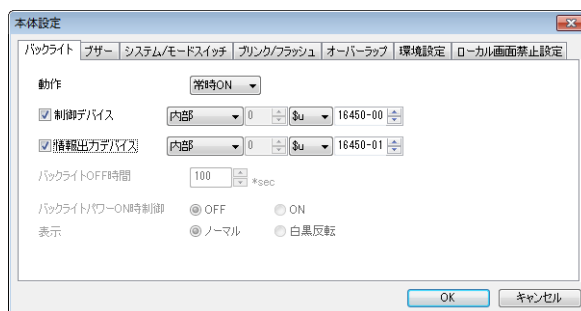 本体設定
バックライト ブザー システム/モードスイッチ ブリンク/フラッシュ オーバーラップ 環境設定 ローカル画面禁止設定
動作 常時ON
制御デバイス 内部 0 $u 16450-00
情報出力デバイス 内部 0 $u 16450-01
バックライトOFF時間 100 *sec
バックライトパワーON時制御 OFF ON
表示 ノーマル 白黒反転
OK キャンセル